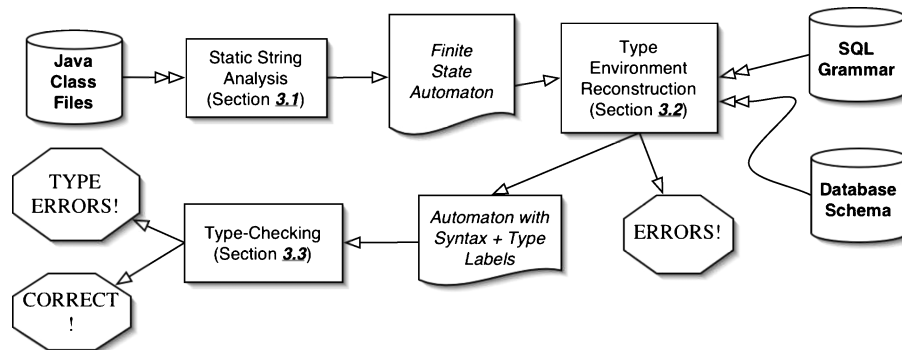 Java
Class
Files
Static String
Analysis
(Section 3.1)
Finite
State
Automaton
Type
Environment
Reconstruction
(Section 3.2)
SQL
Grammar
Database
Schema
TYPE
ERRORS!
Type-Checking
(Section 3.3)
Automaton with
Syntax + Type
Labels
ERRORS!
CORRECT
!